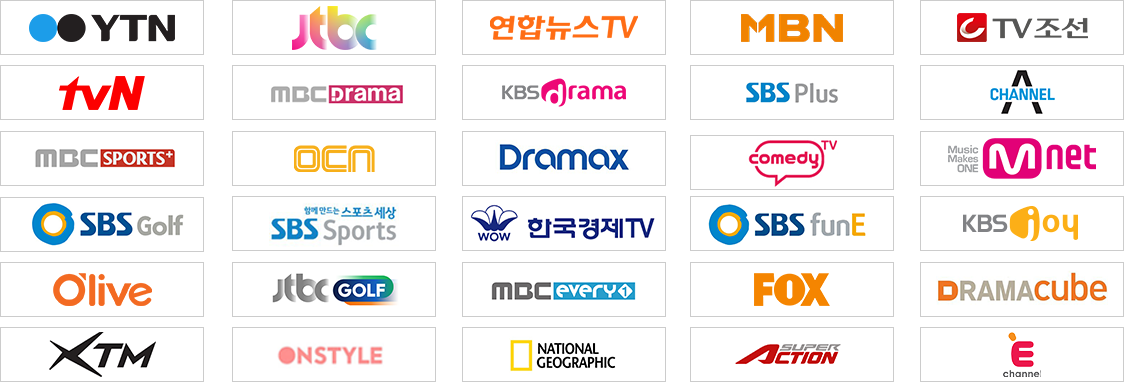 YTN
jtbc
연합뉴스TV
MBN
TV조선
tvN
MBC Drama
KBS drama
SBS Plus
CHANNEL A
MBC SPORTS+
OCN
Dramax
comedy TV
Music
Makes
ONE
Mnet
SBS Golf
함께 만드는 스포츠 세상
SBS Sports
WOW
한국경제TV
SBS funE
KBS joy
O'live
jtbc GOLF
MBC every1
FOX
DRAMAcube
XTM
ONSTYLE
NATIONAL
GEOGRAPHIC
SUPER
ACTION
E
channel